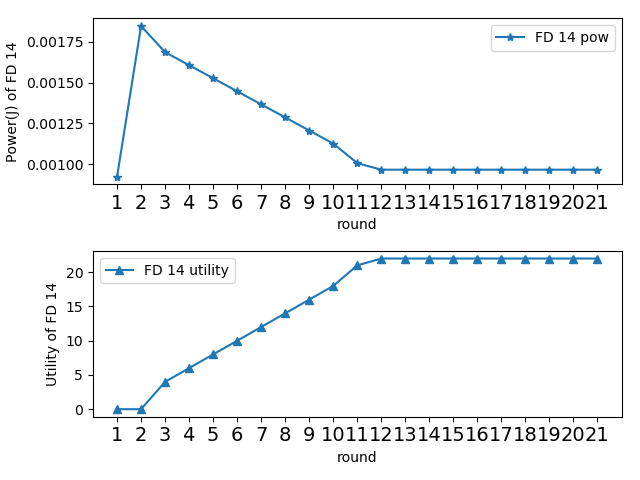 FD 14 pow
Power(J) of FD 14
0.00175
0.00150
0.00125
0.00100
1 2 3 4 5 6 7 8 9 10 11 12 13 14 15 16 17 18 19 20 21
round
FD 14 utility
Utility of FD 14
20
15
10
5
0
1 2 3 4 5 6 7 8 9 10 11 12 13 14 15 16 17 18 19 20 21
round